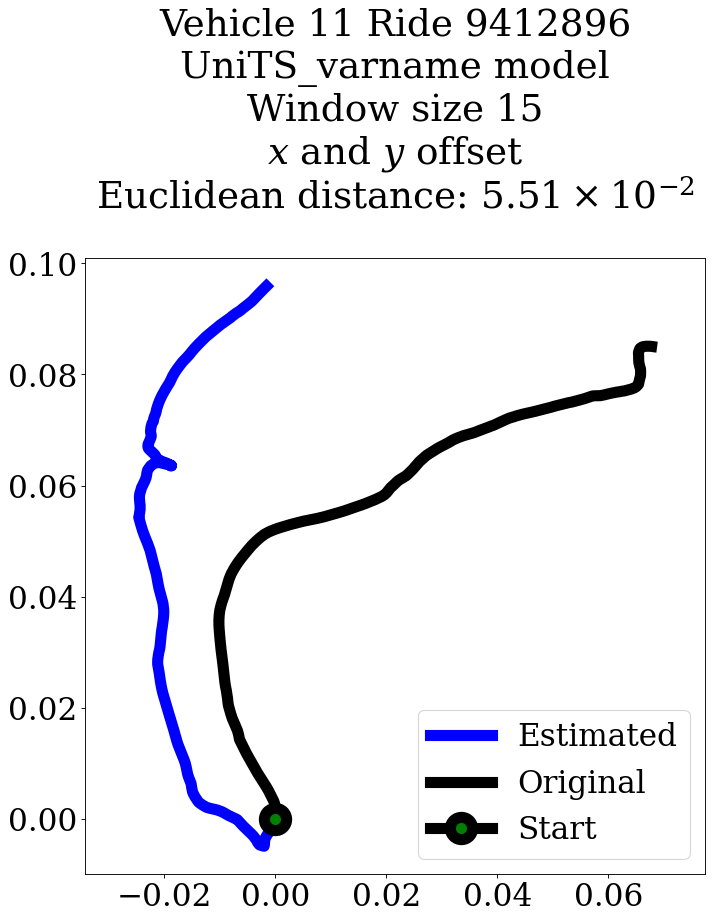 Vehicle 11 Ride 9412896
UniTS_varname model
Window size 15
x and y offset
Euclidean distance: 5.51 × 10⁻²
0.10
0.08
0.06
0.04
0.02
0.00
−0.02 0.00 0.02 0.04 0.06
Estimated
Original
Start